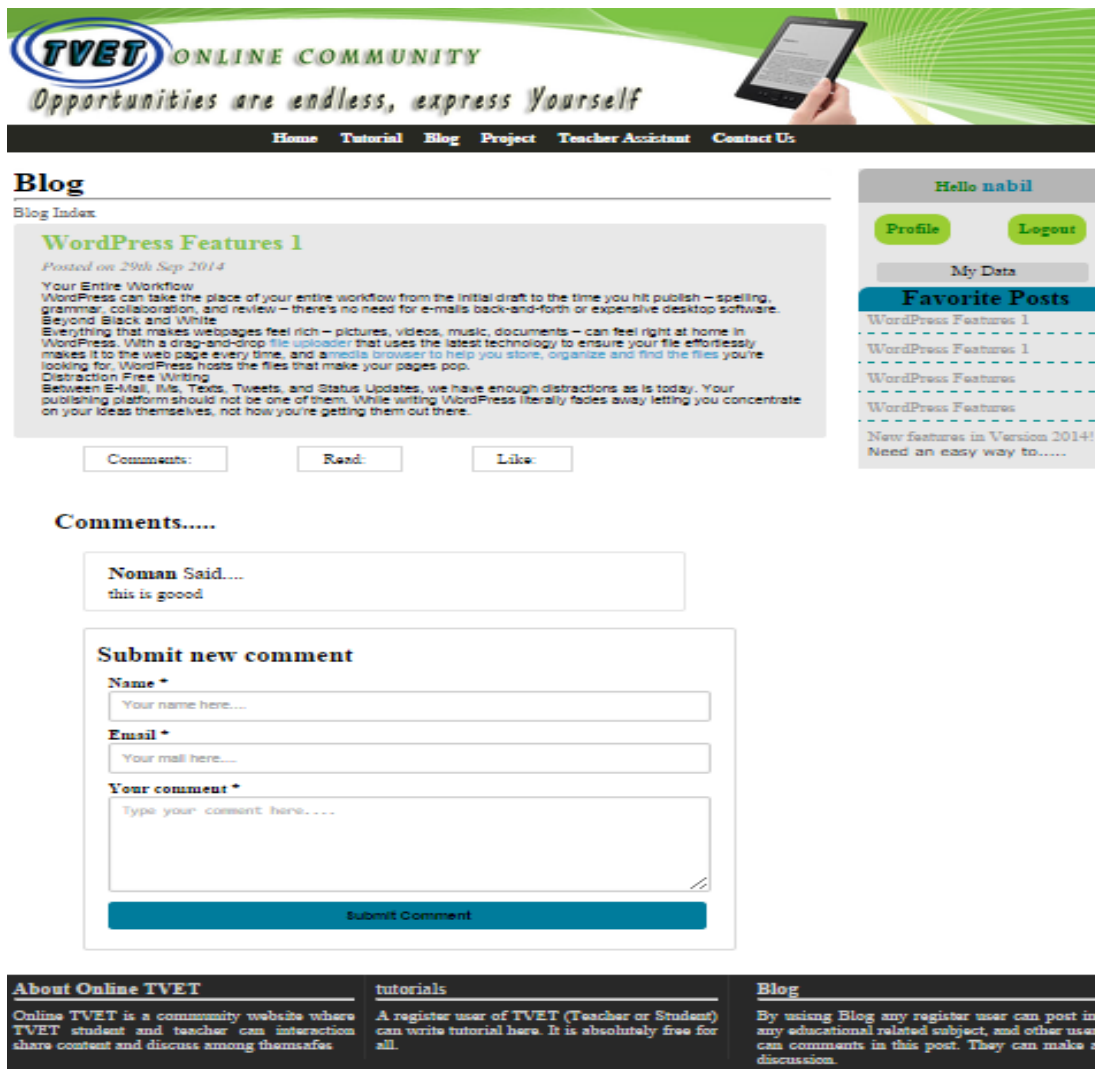 TVET ONLINE COMMUNITY
Opportunities are endless, express Yourself
Home Tutorial Blog Project Teacher Assistant Contact Us
Blog
Blog Index
WordPress Features 1
Posted on 29th Sep 2014
Your Entire Workflow
WordPress can take the place of your entire workflow from the initial draft to the time you hit publish – spelling,
grammar, collaboration, and review – there's no need for e-mails back-and-forth or expensive desktop software.
Beyond Black and White
Everything that makes webpages feel rich – pictures, videos, music, documents – can feel right at home in
WordPress. With a drag-and-drop file uploader that uses the latest technology to ensure your file effortlessly
makes it to the web page every time, and a media browser to help you store, organize and find the files you're
looking for, WordPress hosts the files that make your pages pop.
Distraction Free Writing
Between E-Mail, IMs, Texts, Tweets, and Status Updates, we have enough distractions as is today. Your
publishing platform should not be one of them. While writing WordPress literally fades away letting you concentrate
on your ideas themselves, not how you're getting them out there.
Comments: Read: Like:
Hello nabil
Profile Logout
My Data
Favorite Posts
WordPress Features 1
WordPress Features 1
WordPress Features
WordPress Features
New features in Version 2014!
Need an easy way to......
Comments.....
Noman Said....
this is goood
Submit new comment
Name *
Your name here....
Email *
Your mail here....
Your comment *
Type your comment here....
Submit Comment
About Online TVET
Online TVET is a community website where
TVET student and teacher can interaction
share content and discuss among themsafes
tutorials
A register user of TVET (Teacher or Student)
can write tutorial here. It is absolutely free for
all.
Blog
By usisng Blog any register user can post in
any educational related subject, and other user
can comments in this post. They can make a
discussion.